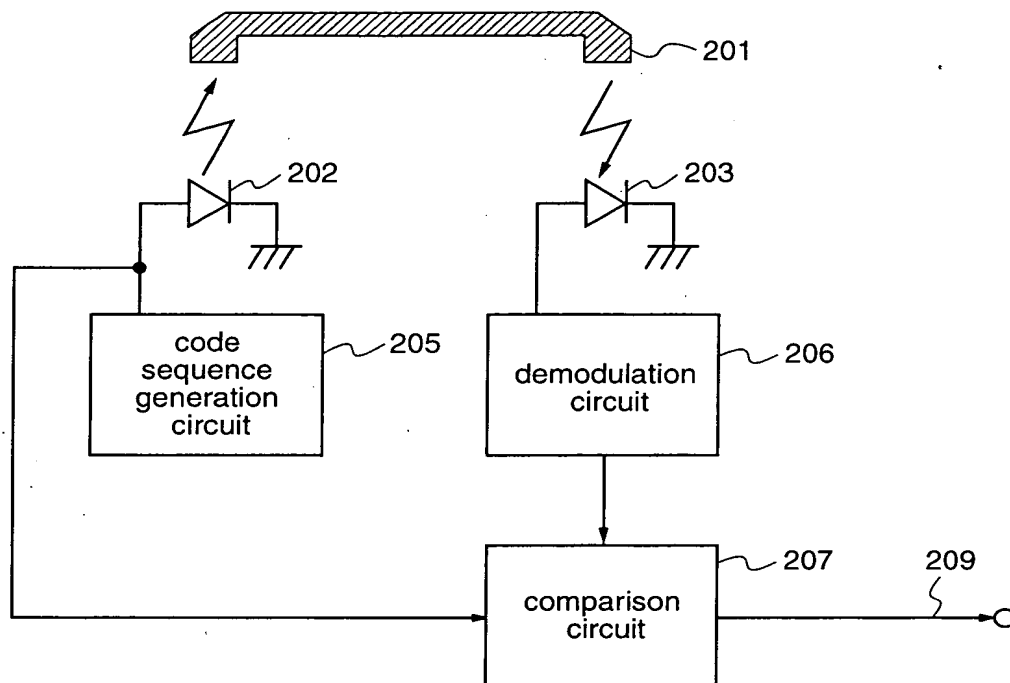 201
202
203
code
sequence
generation
circuit
205
demodulation
circuit
206
207
209
comparison
circuit